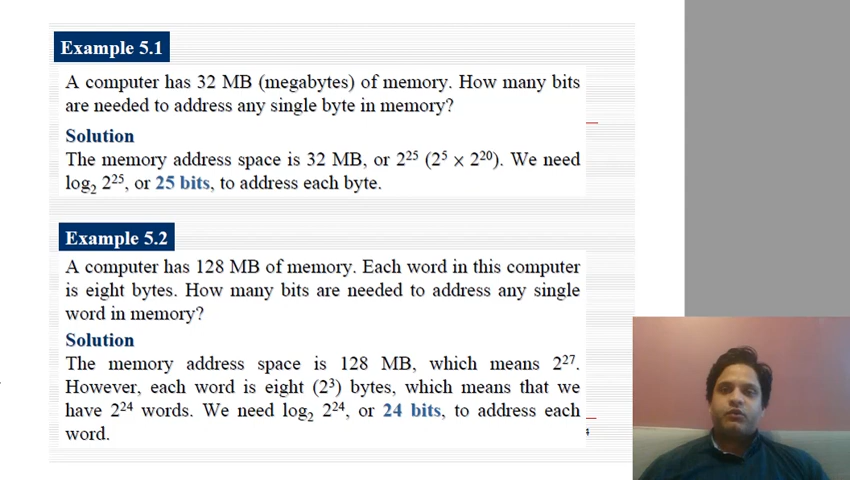 Example 5.1
A computer has 32 MB (megabytes) of memory. How many bits
are needed to address any single byte in memory?
Solution
The memory address space is 32 MB, or 2²⁵ (2⁵ × 2²⁰). We need
log₂ 2²⁵, or 25 bits, to address each byte.
Example 5.2
A computer has 128 MB of memory. Each word in this computer
is eight bytes. How many bits are needed to address any single
word in memory?
Solution
The memory address space is 128 MB, which means 2²⁷.
However, each word is eight (2³) bytes, which means that we
have 2²⁴ words. We need log₂ 2²⁴, or 24 bits, to address each
word.